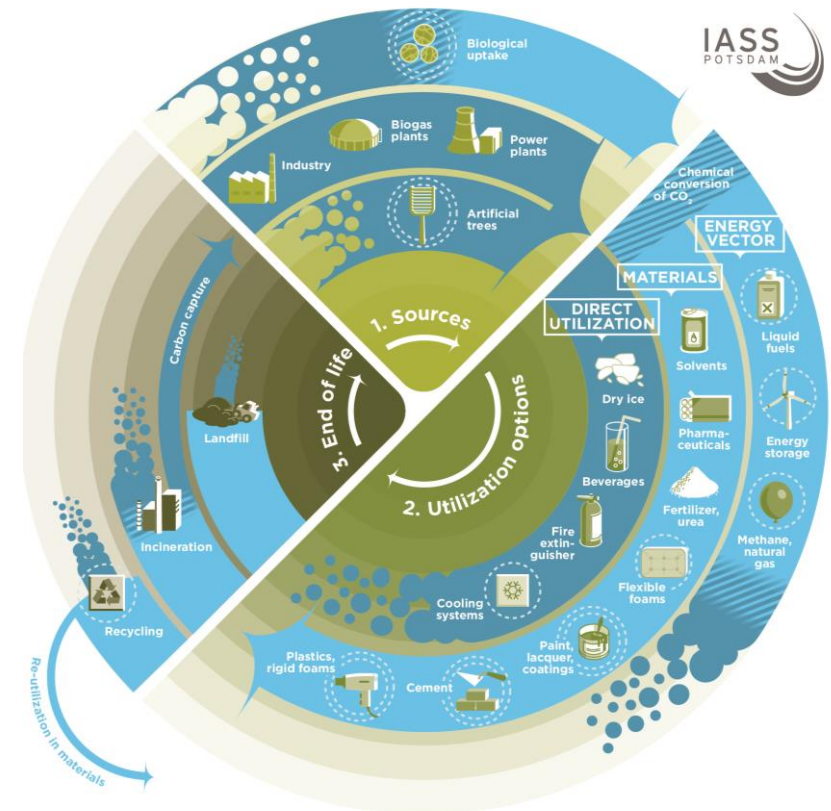 IASS
POTSDAM
Biological
uptake
Biogas
plants
Power
plants
Industry
Artificial
trees
1. Sources
Chemical
conversion
of CO₂
ENERGY
VECTOR
MATERIALS
DIRECT
UTILIZATION
Liquid
fuels
Solvents
Dry ice
Energy
storage
Pharma-
ceuticals
Beverages
Fertilizer,
urea
Methane,
natural
gas
Fire
extin-
guisher
Flexible
foams
Cooling
systems
Paint,
lacquer,
coatings
Cement
Plastics,
rigid foams
2. Utilization options
3. End of life
Carbon capture
Landfill
Incineration
Recycling
Re-utilization in materials